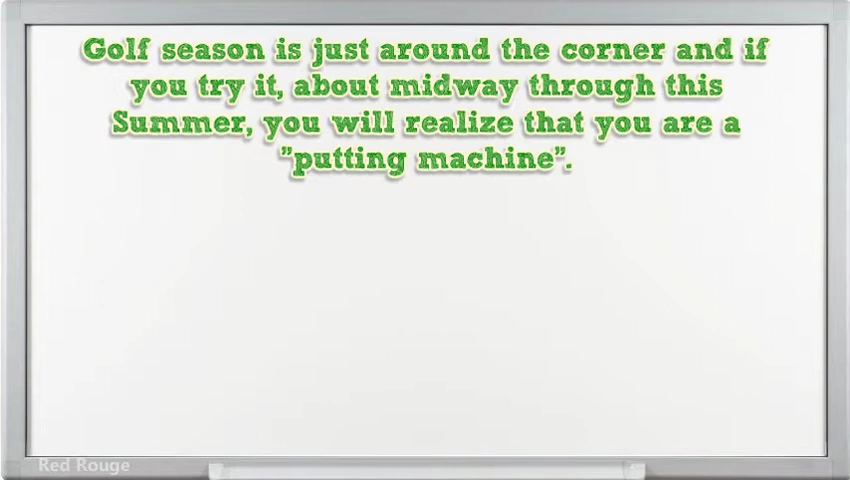 Golf season is just around the corner and if
you try it, about midway through this
Summer, you will realize that you are a
"putting machine".
Red Rouge